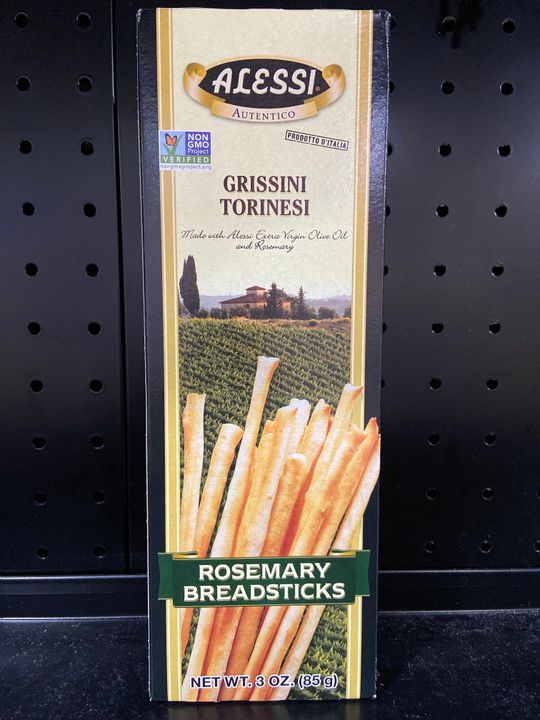 ALESSI®
AUTENTICO
PRODOTTO D'ITALIA
NON
GMO
Project
VERIFIED
nongmoproject.org
GRISSINI
TORINESI
Made with Alessi Extra Virgin Olive Oil
and Rosemary
ROSEMARY
BREADSTICKS
NET WT. 3 OZ. (85 g)